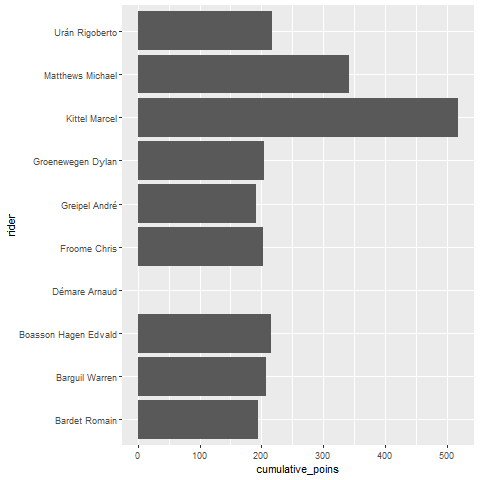 Urán Rigoberto
Matthews Michael
Kittel Marcel
Groenewegen Dylan
Greipel André
Froome Chris
Démare Arnaud
Boasson Hagen Edvald
Barguil Warren
Bardet Romain
rider
0 100 200 300 400 500
cumulative_poins